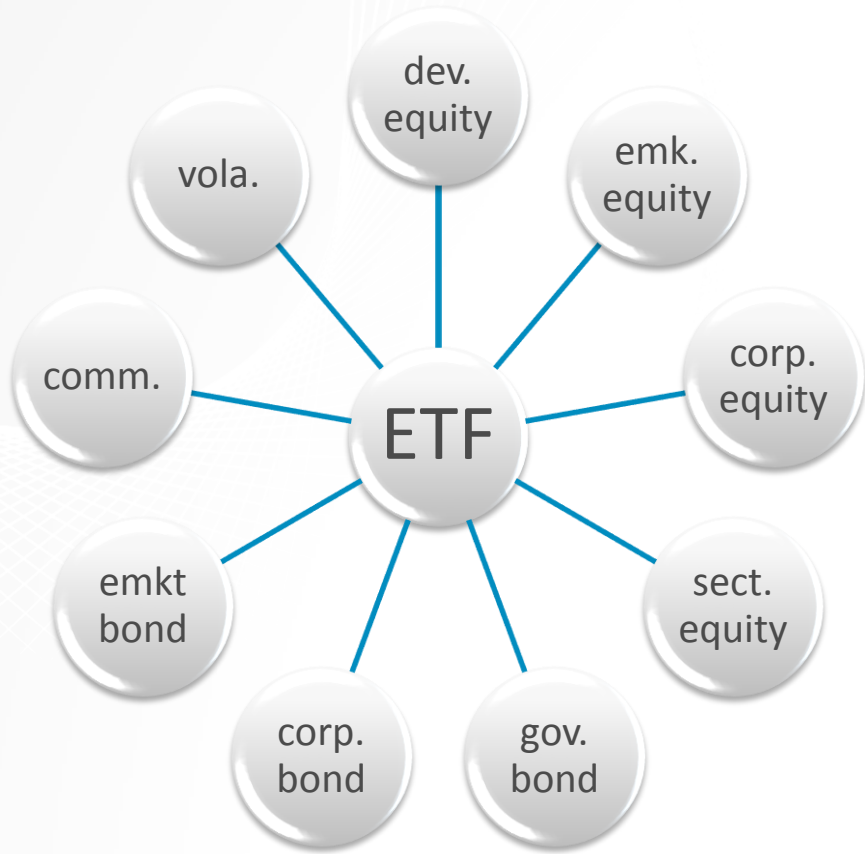 dev.
equity
emk.
equity
corp.
equity
sect.
equity
gov.
bond
corp.
bond
emkt
bond
comm.
vola.
ETF